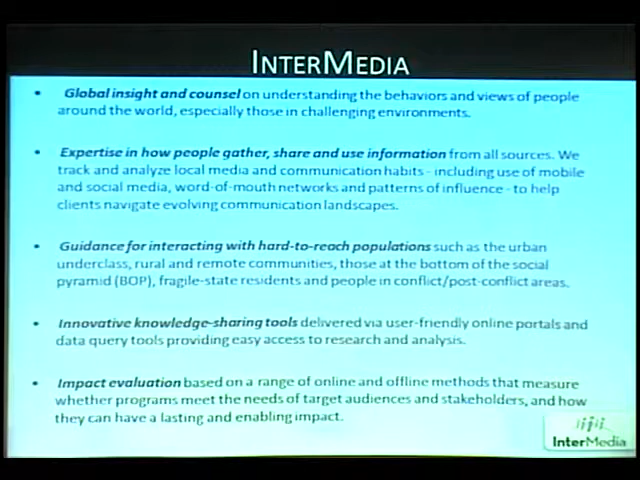 INTERMEDIA
• Global insight and counsel on understanding the behaviors and views of people
around the world, especially those in challenging environments.
• Expertise in how people gather, share and use information from all sources. We
track and analyze local media and communication habits - including use of mobile
and social media, word-of-mouth networks and patterns of influence - to help
clients navigate evolving communication landscapes.
• Guidance for interacting with hard-to-reach populations such as the urban
underclass, rural and remote communities, those at the bottom of the social
pyramid (BOP), fragile-state residents and people in conflict/post-conflict areas.
• Innovative knowledge-sharing tools delivered via user-friendly online portals and
data query tools providing easy access to research and analysis.
• Impact evaluation based on a range of online and offline methods that measure
whether programs meet the needs of target audiences and stakeholders, and how
they can have a lasting and enabling impact.
InterMedia